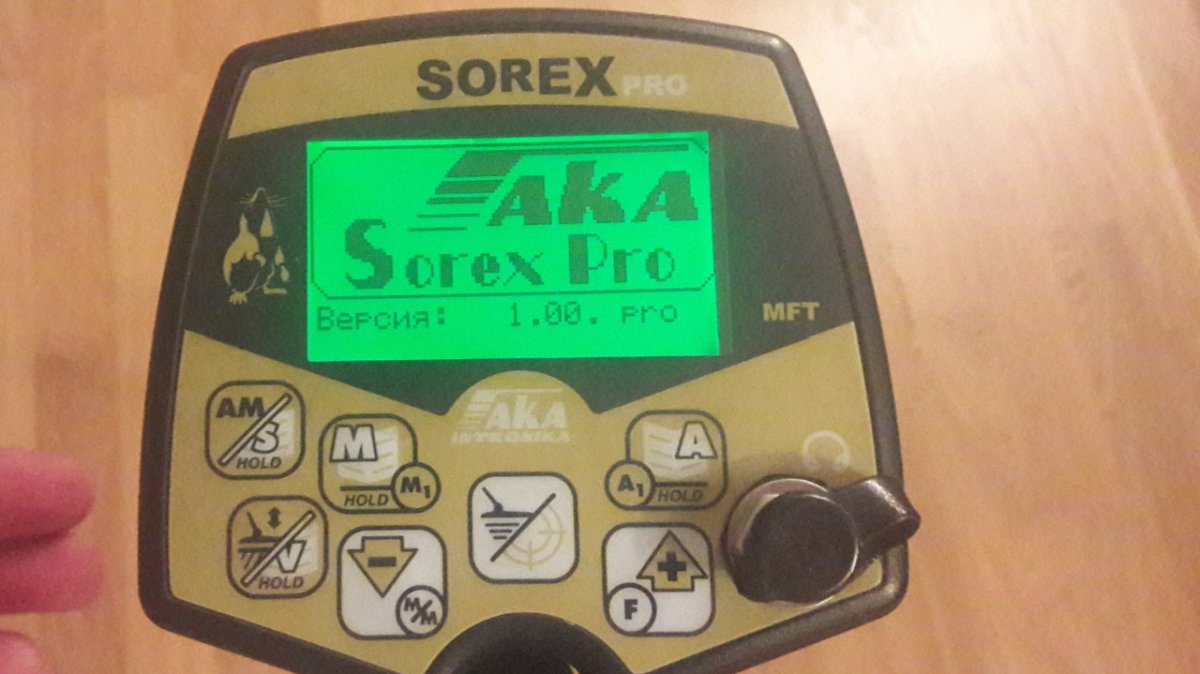 SOREX PRO
AKA
Sorex Pro
Версия: 1.00. pro
MFT
AKA
INTRONIKA
AM
S
HOLD
M
HOLD M1
A
A1 HOLD
V
HOLD
-
M/M
+
F